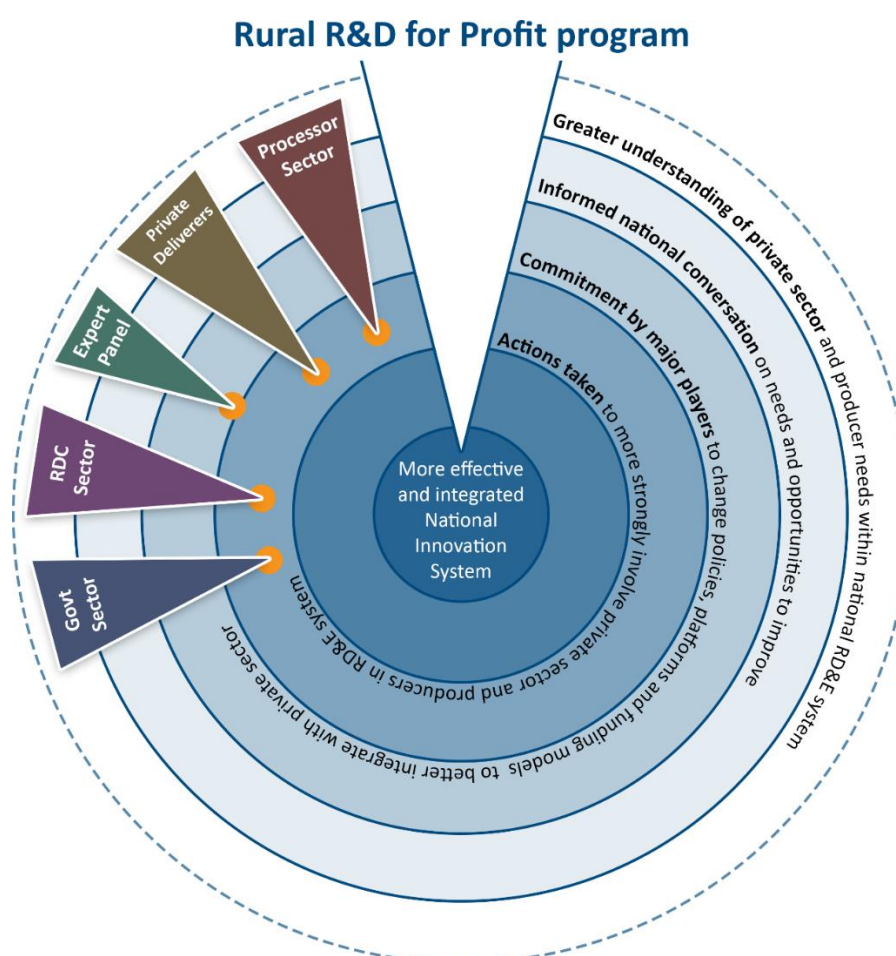 Rural R&D for Profit program
Processor
Sector
Private
Deliverers
Expert
Panel
RDC
Sector
Govt
Sector
Greater understanding of private sector and producer needs within national RD&E system
Informed national conversation on needs and opportunities to improve
Commitment by major players to change policies, platforms and funding models to better integrate with private sector
Actions taken to more strongly involve private sector and producers in RD&E system
More effective
and integrated
National
Innovation
System